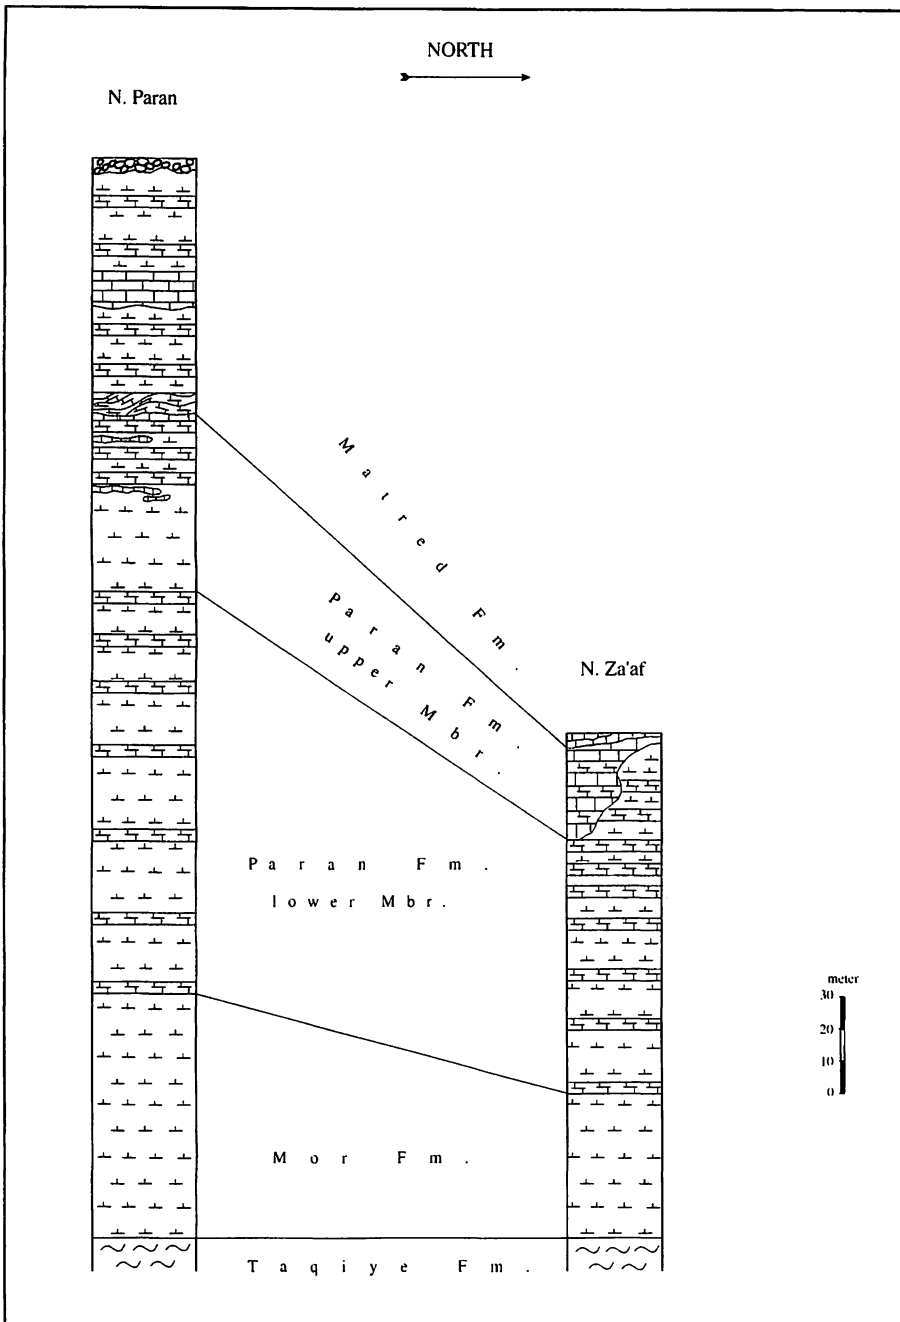 NORTH
N. Paran
Matred Fm.
Paran Fm.
upper Mbr.
N. Za'af
Paran Fm.
lower Mbr.
meter
30
20
10
0
Mor Fm.
Taqiye Fm.